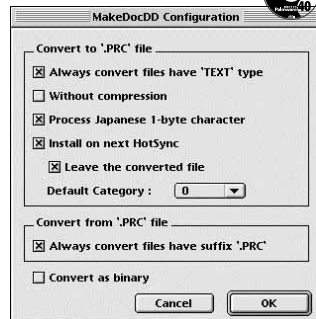 MakeDocDD Configuration
40
Convert to '.PRC' file
Always convert files have 'TEXT' type
Without compression
Process Japanese 1-byte character
Install on next HotSync
Leave the converted file
Default Category : 0
Convert from '.PRC' file
Always convert files have suffix '.PRC'
Convert as binary
Cancel OK